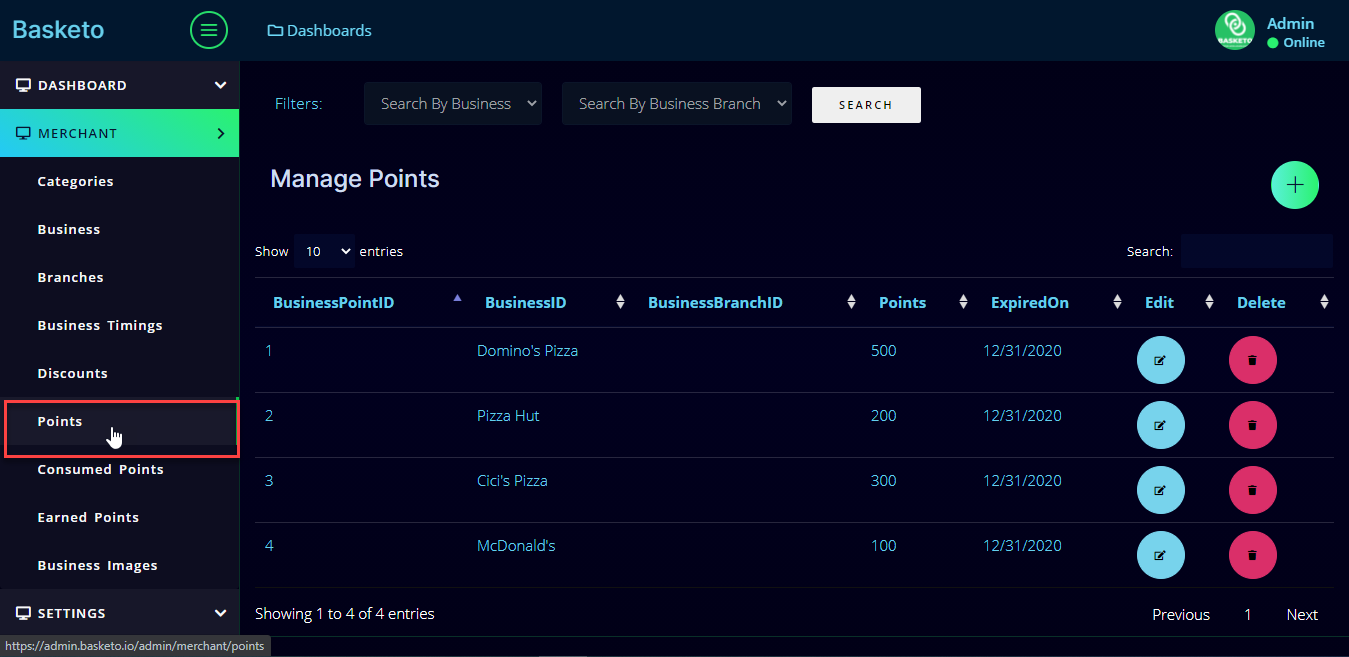 Basketo
Dashboards
Admin
Online
DASHBOARD
MERCHANT
Categories
Business
Branches
Business Timings
Discounts
Points
Consumed Points
Earned Points
Business Images
SETTINGS
Filters: Search By Business Search By Business Branch SEARCH
Manage Points
Show 10 entries Search:
BusinessPointID BusinessID BusinessBranchID Points ExpiredOn Edit Delete
1 Domino's Pizza 500 12/31/2020
2 Pizza Hut 200 12/31/2020
3 Cici's Pizza 300 12/31/2020
4 McDonald's 100 12/31/2020
Showing 1 to 4 of 4 entries Previous 1 Next
https://admin.basketo.io/admin/merchant/points